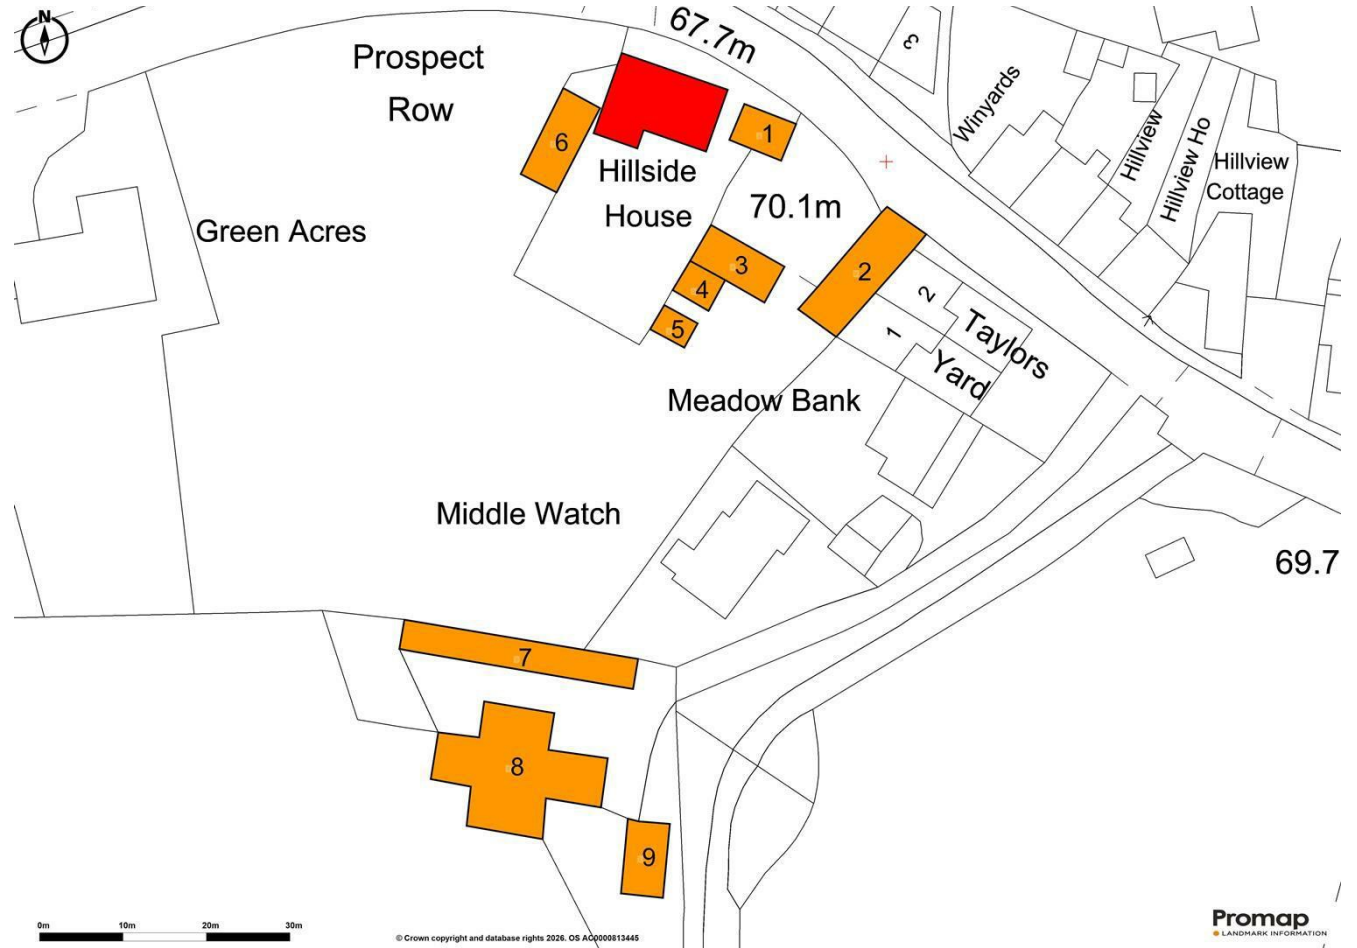 N
Prospect
Row
67.7m
3
Winyards
Hillview
Hillview Ho
Hillview
Cottage
6
1
Hillside
House
70.1m
Green Acres
3
2
4
5
2
1
Taylors
Yard
Meadow Bank
Middle Watch
69.7
7
8
9
0m
10m
20m
30m
© Crown copyright and database rights 2026. OS AC0000813445
Promap
LANDMARK INFORMATION